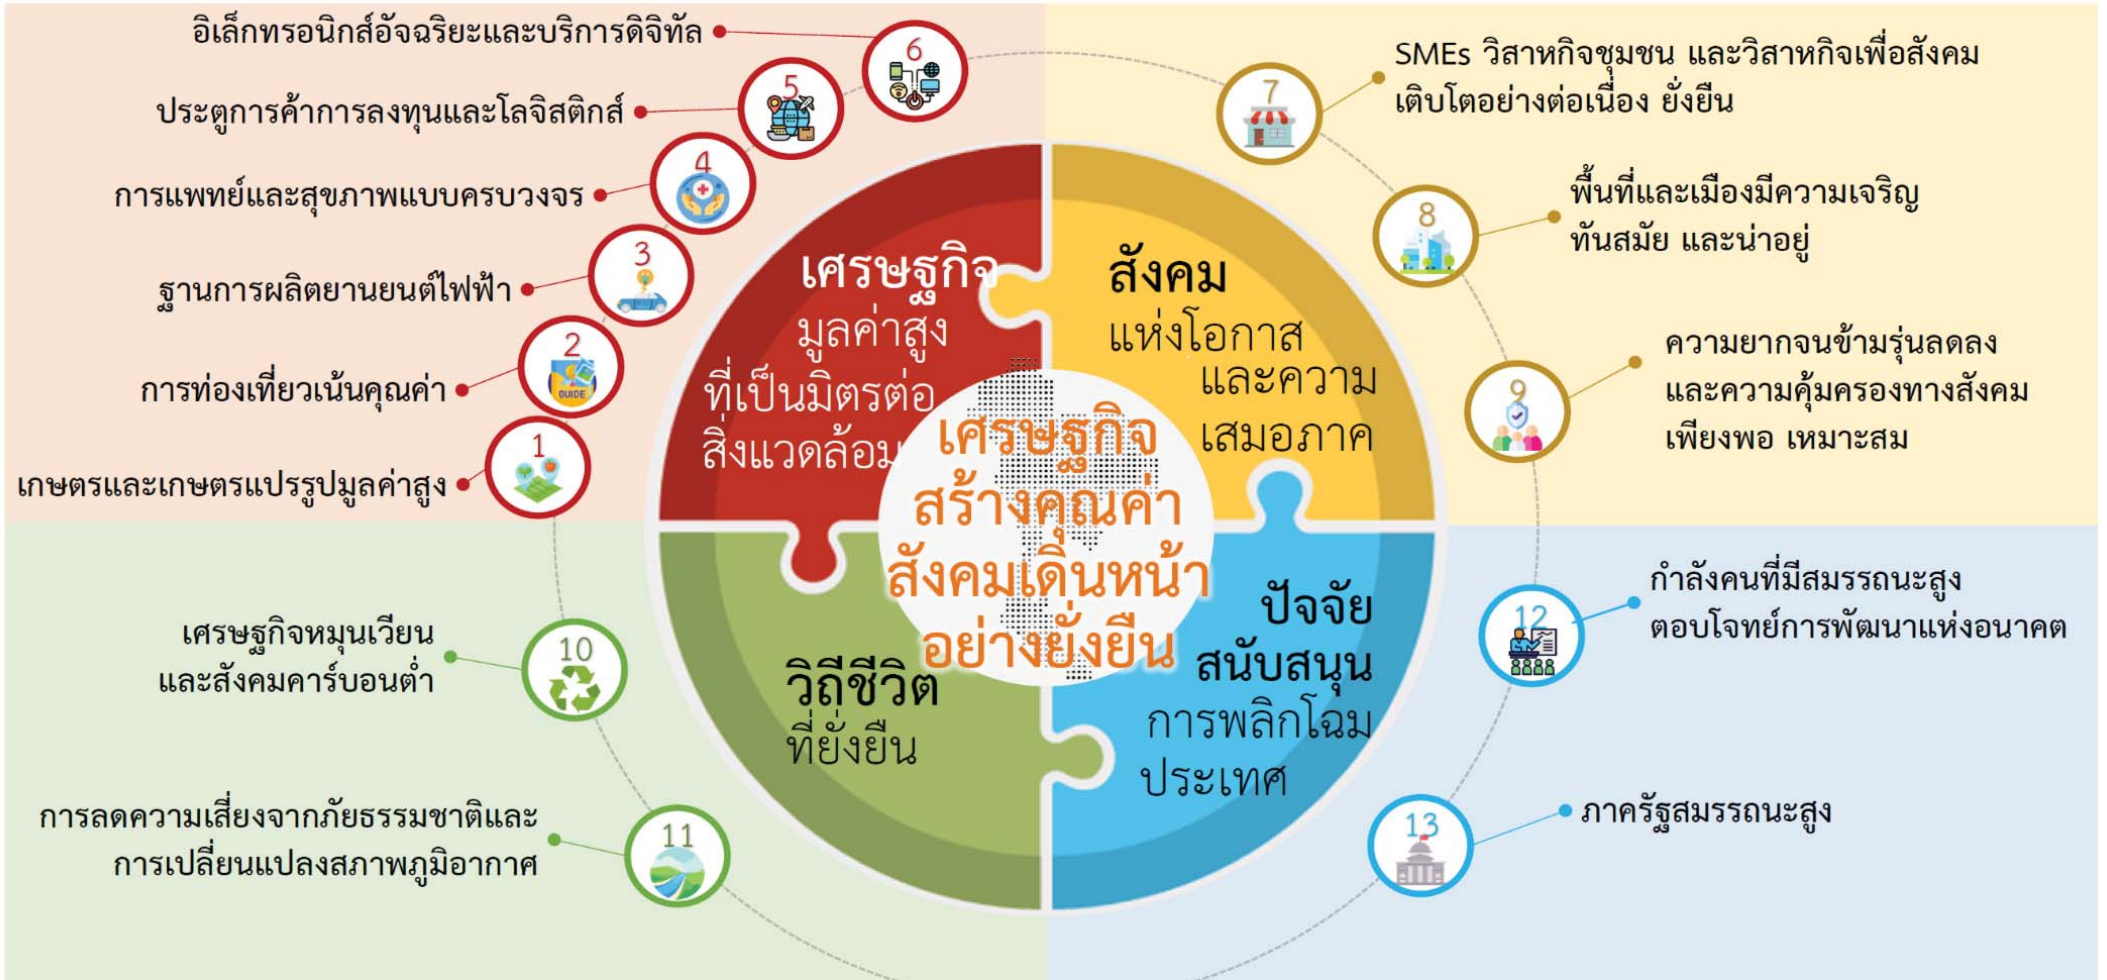 อิเล็กทรอนิกส์อัจฉริยะและบริการดิจิทัล
6
ประตูการค้าการลงทุนและโลจิสติกส์
5
การแพทย์และสุขภาพแบบครบวงจร
4
ฐานการผลิตยานยนต์ไฟฟ้า
3
การท่องเที่ยวเน้นคุณค่า
2
GUIDE
เกษตรและเกษตรแปรรูปมูลค่าสูง
1
7
SMEs วิสาหกิจชุมชน และวิสาหกิจเพื่อสังคม
เติบโตอย่างต่อเนื่อง ยั่งยืน
8
พื้นที่และเมืองมีความเจริญ
ทันสมัย และน่าอยู่
9
ความยากจนข้ามรุ่นลดลง
และความคุ้มครองทางสังคม
เพียงพอ เหมาะสม
เศรษฐกิจ
มูลค่าสูง
ที่เป็นมิตรต่อ
สิ่งแวดล้อม
สังคม
แห่งโอกาส
และความ
เสมอภาค
เศรษฐกิจ
สร้างคุณค่า
สังคมเดินหน้า
อย่างยั่งยืน
วิถีชีวิต
ที่ยั่งยืน
ปัจจัย
สนับสนุน
การพลิกโฉม
ประเทศ
เศรษฐกิจหมุนเวียน
และสังคมคาร์บอนต่ำ
10
การลดความเสี่ยงจากภัยธรรมชาติและ
การเปลี่ยนแปลงสภาพภูมิอากาศ
11
12
กำลังคนที่มีสมรรถนะสูง
ตอบโจทย์การพัฒนาแห่งอนาคต
13
ภาครัฐสมรรถนะสูง